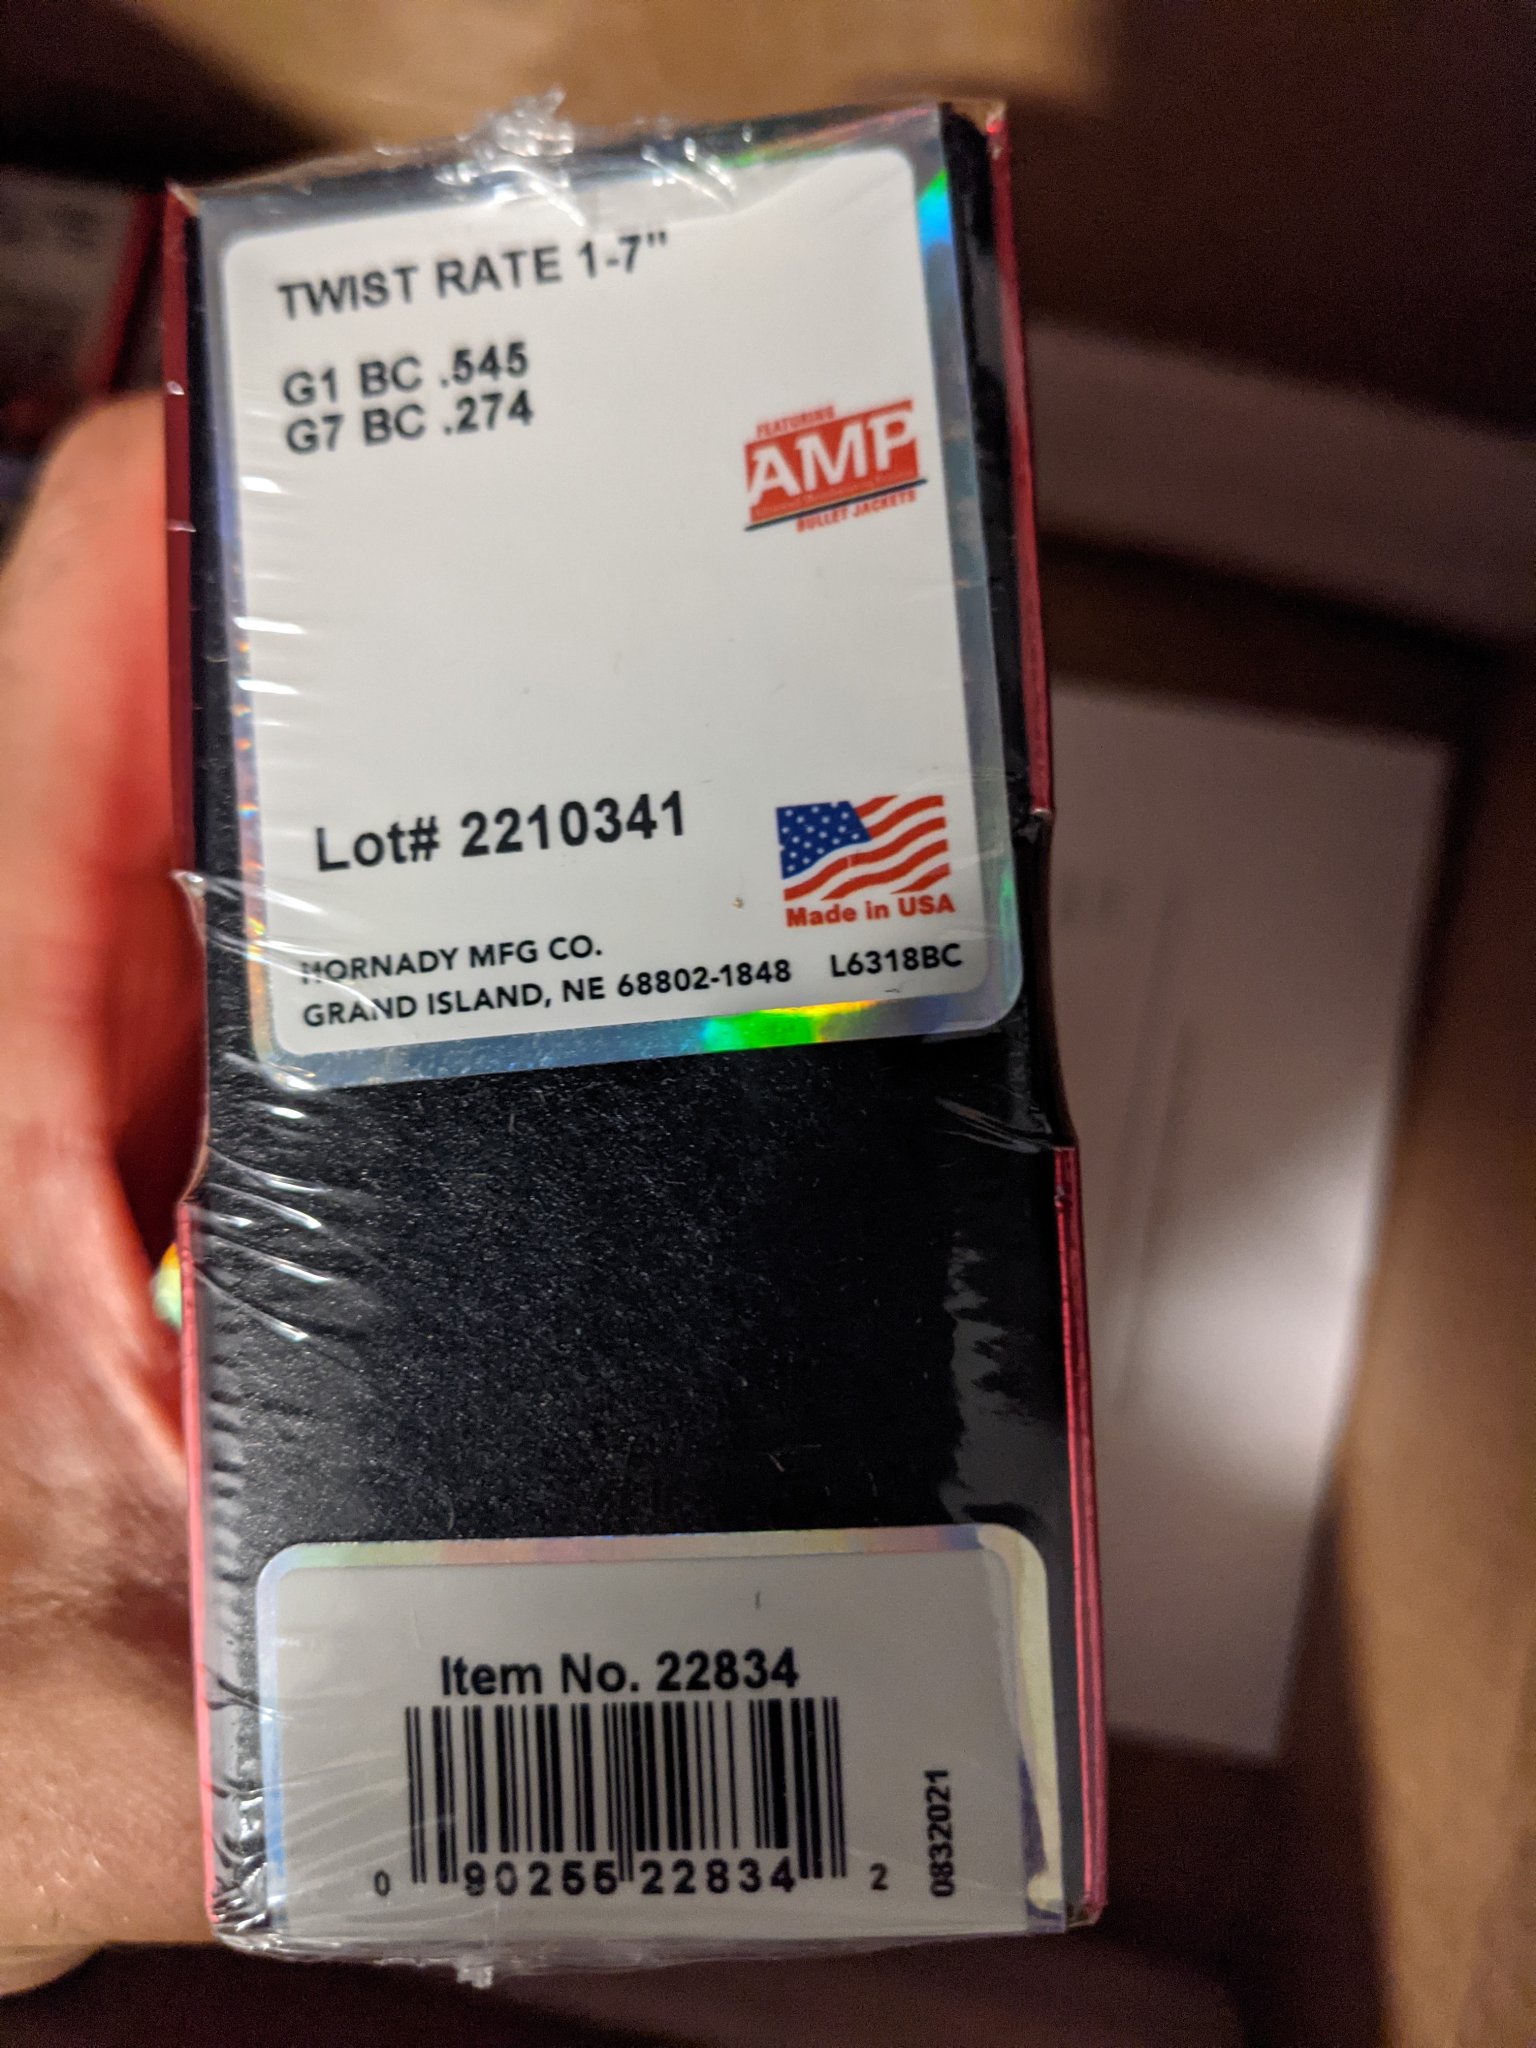 TWIST RATE 1-7"
G1 BC .545
G7 BC .274
FEATURING
AMP
BULLET JACKETS
Lot# 2210341
Made in USA
HORNADY MFG CO.
GRAND ISLAND, NE 68802-1848 L6318BC
Item No. 22834
0 90255 22834 2
0832021